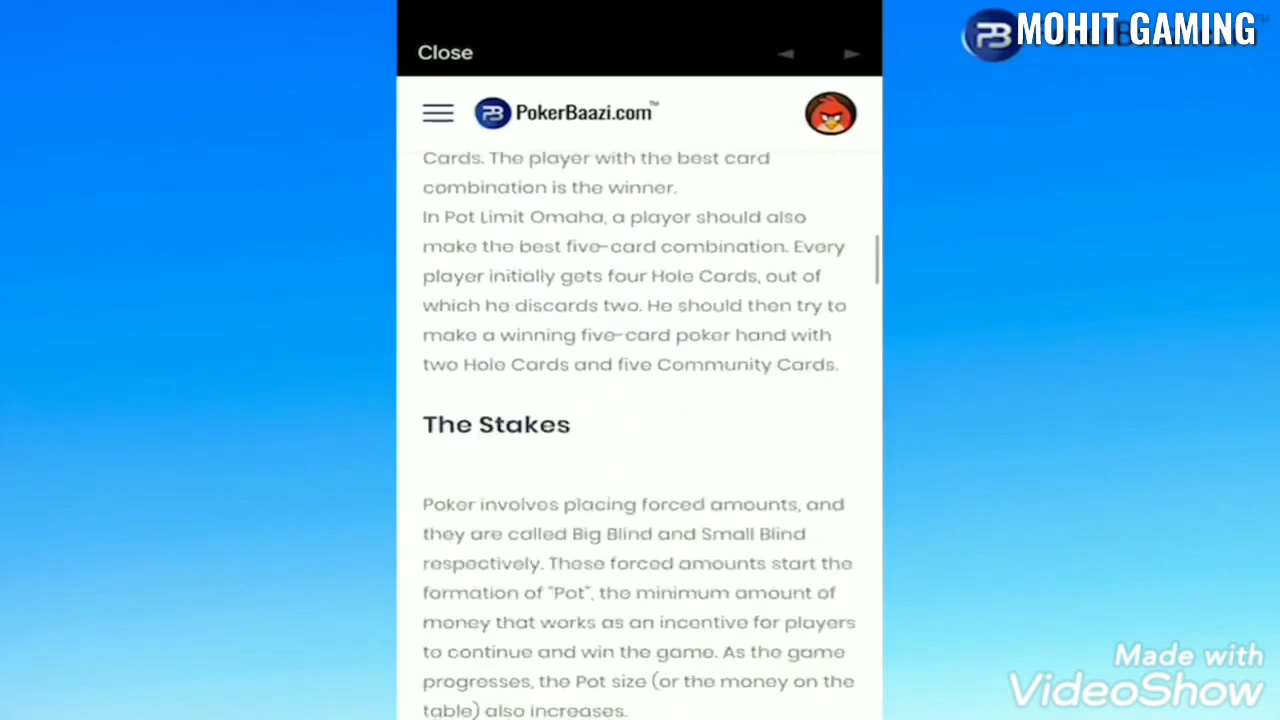 Close
MOHIT GAMING
PokerBaazi.com™
Cards. The player with the best card
combination is the winner.
In Pot Limit Omaha, a player should also
make the best five-card combination. Every
player initially gets four Hole Cards, out of
which he discards two. He should then try to
make a winning five-card poker hand with
two Hole Cards and five Community Cards.
The Stakes
Poker involves placing forced amounts, and
they are called Big Blind and Small Blind
respectively. These forced amounts start the
formation of "Pot", the minimum amount of
money that works as an incentive for players
to continue and win the game. As the game
progresses, the Pot size (or the money on the
table) also increases.
Made with
VideoShow